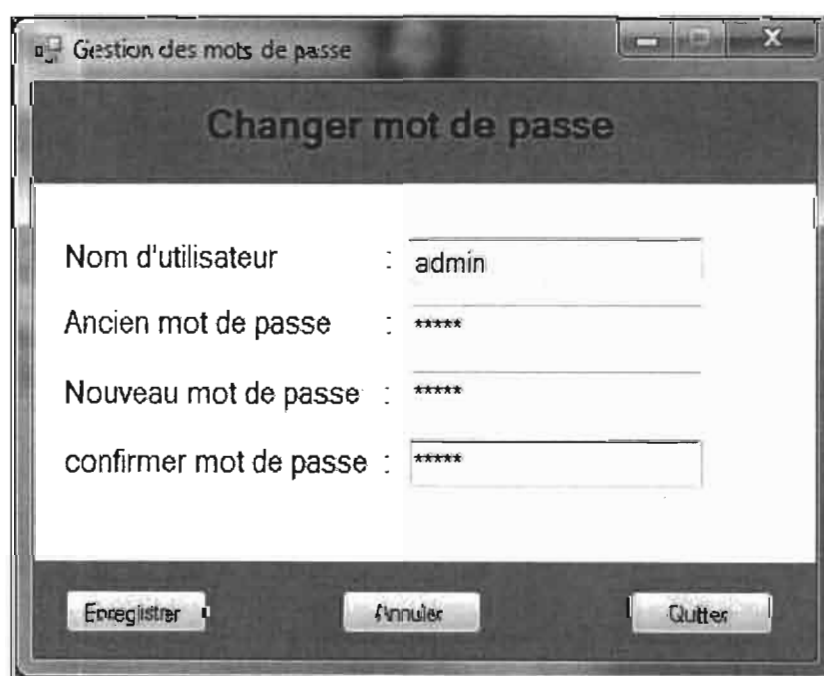 Gestion des mots de passe
Changer mot de passe
Nom d'utilisateur : admin
Ancien mot de passe : *****
Nouveau mot de passe : *****
confirmer mot de passe : *****
Enregistrer Annuler Quitter